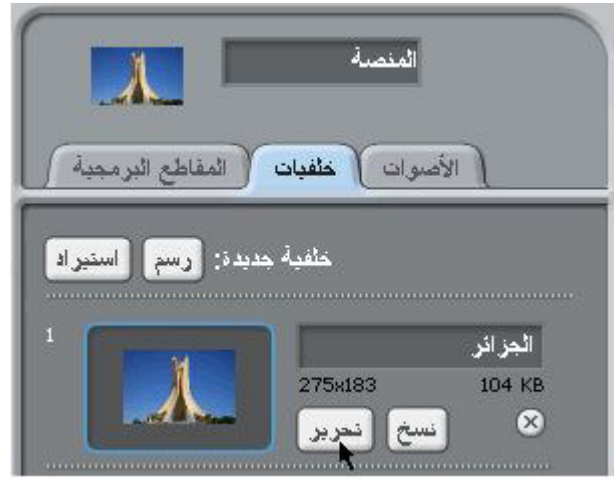 المنصة
المقاطع البرمجية خلفيات الأصوات
خلفية جديدة: رسم استيراد
1
الجزائر
275x183 104 KB
تحرير نسخ